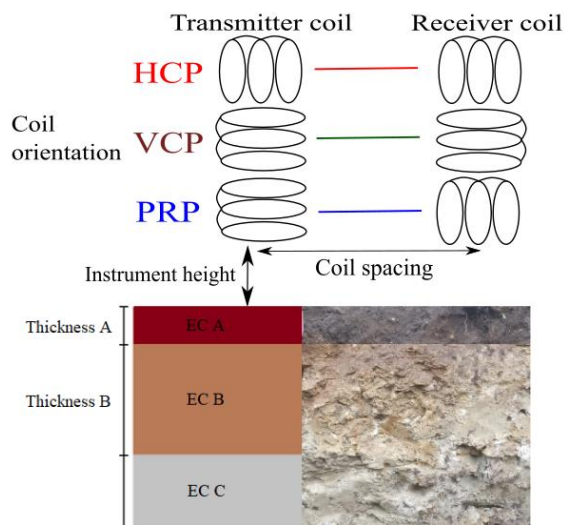 Transmitter coil
Receiver coil
HCP
Coil
orientation
VCP
PRP
Instrument height
Coil spacing
Thickness A
EC A
Thickness B
EC B
EC C